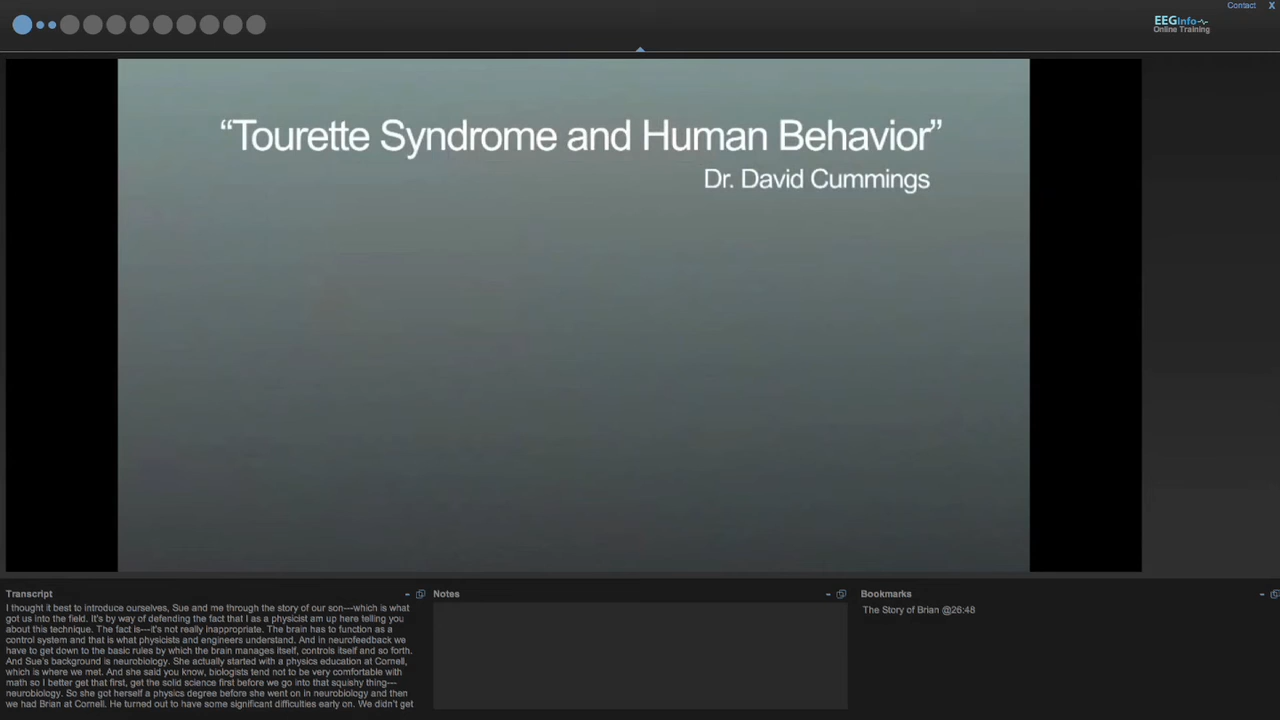 Contact X
EEGInfo
Online Training
“Tourette Syndrome and Human Behavior”
Dr. David Cummings
Transcript
I thought it best to introduce ourselves, Sue and me through the story of our son---which is what
got us into the field. It's by way of defending the fact that I as a physicist am up here telling you
about this technique. The fact is---it's not really inappropriate. The brain has to function as a
control system and that is what physicists and engineers understand. And in neurofeedback we
have to get down to the basic rules by which the brain manages itself, controls itself and so forth.
And Sue's background is neurobiology. She actually started with a physics education at Cornell,
which is where we met. And she said you know, biologists tend not to be very comfortable with
math so I better get that first, get the solid science first before we go into that squishy thing---
neurobiology. So she got herself a physics degree before she went on in neurobiology and then
we had Brian at Cornell. He turned out to have some significant difficulties early on. We didn't get
Notes
Bookmarks
The Story of Brian @26:48